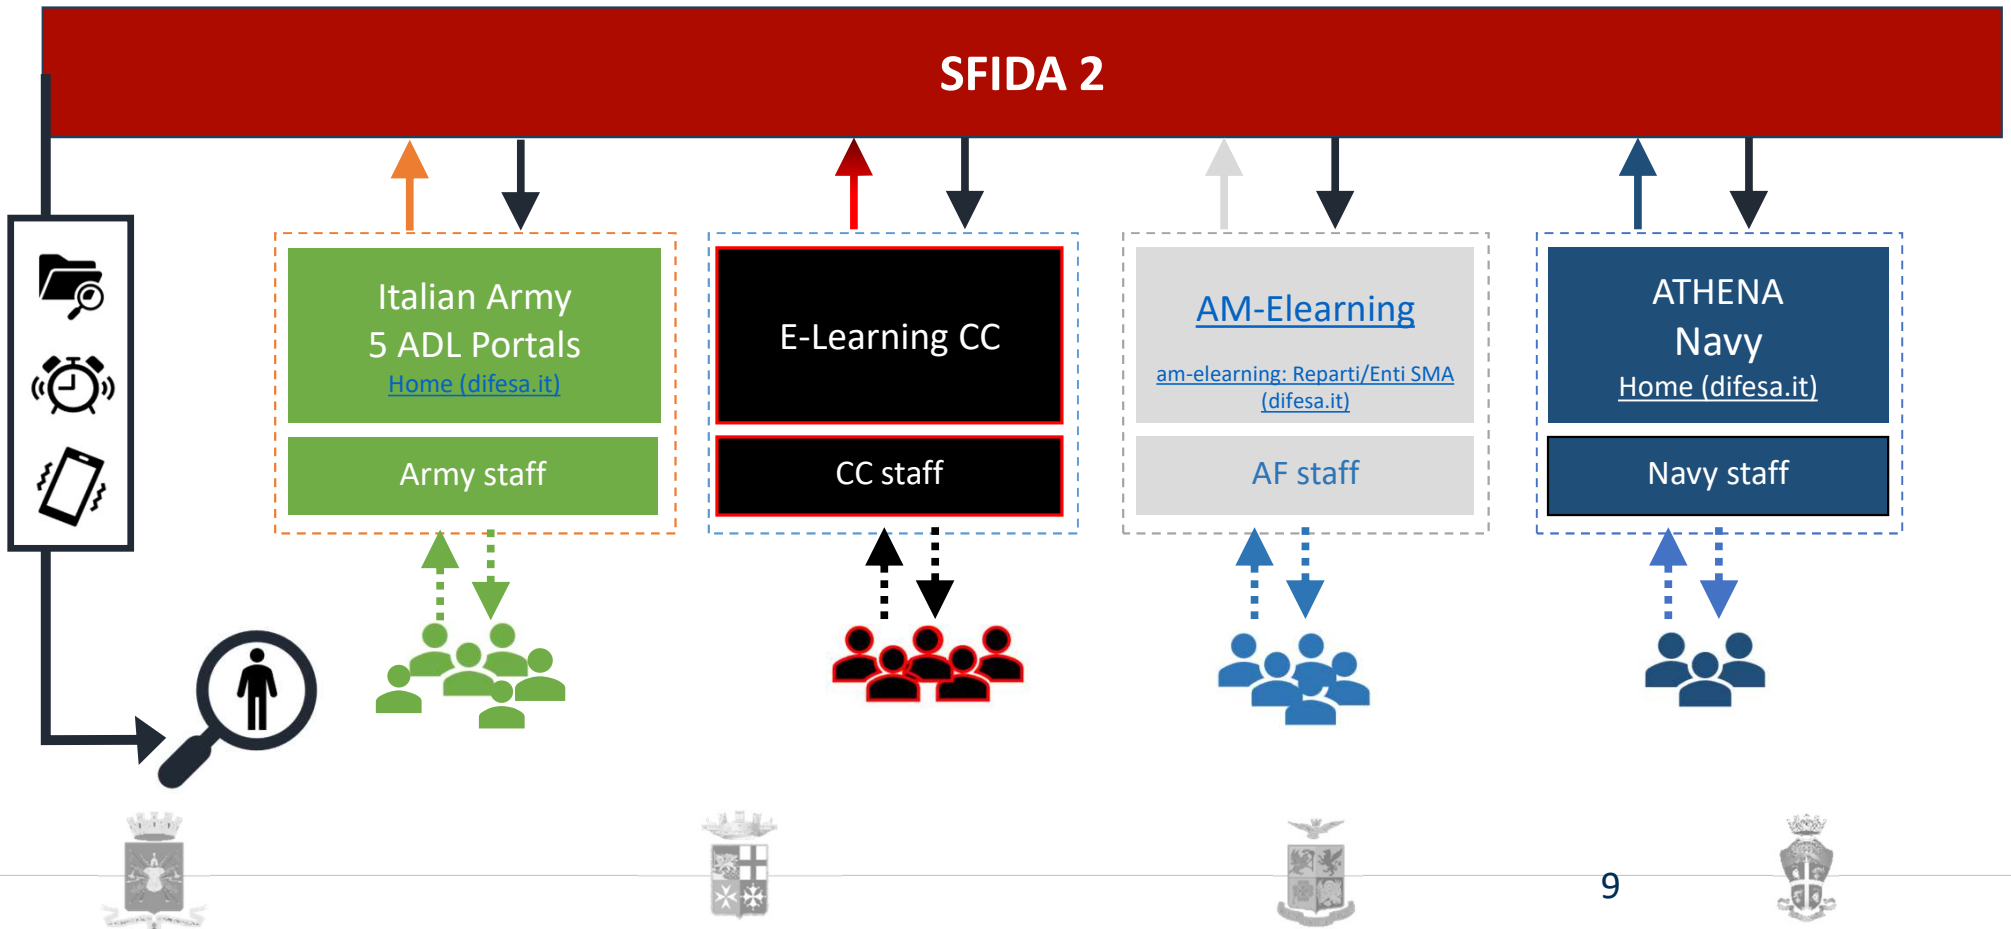 SFIDA 2
Italian Army
5 ADL Portals
Home (difesa.it)
Army staff
E-Learning CC
CC staff
AM-Elearning
am-elearning: Reparti/Enti SMA
(difesa.it)
AF staff
ATHENA
Navy
Home (difesa.it)
Navy staff
9